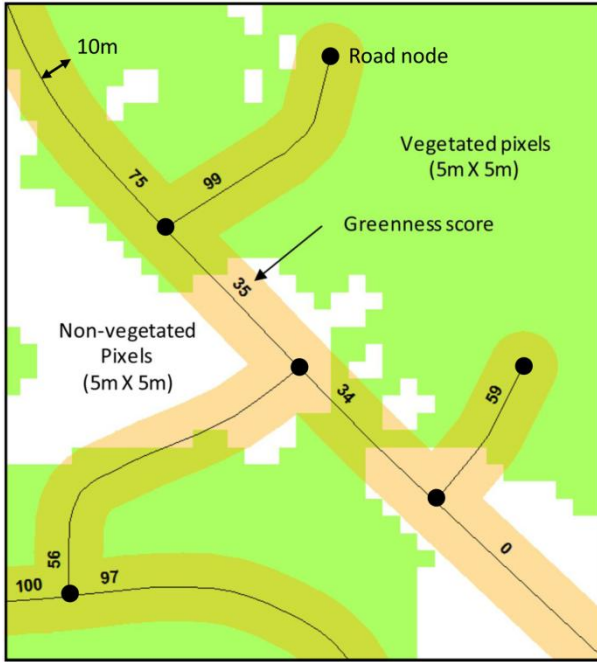 10m
Road node
Vegetated pixels
(5m X 5m)
75
99
Greenness score
35
Non-vegetated
Pixels
(5m X 5m)
34
59
56
0
100
97